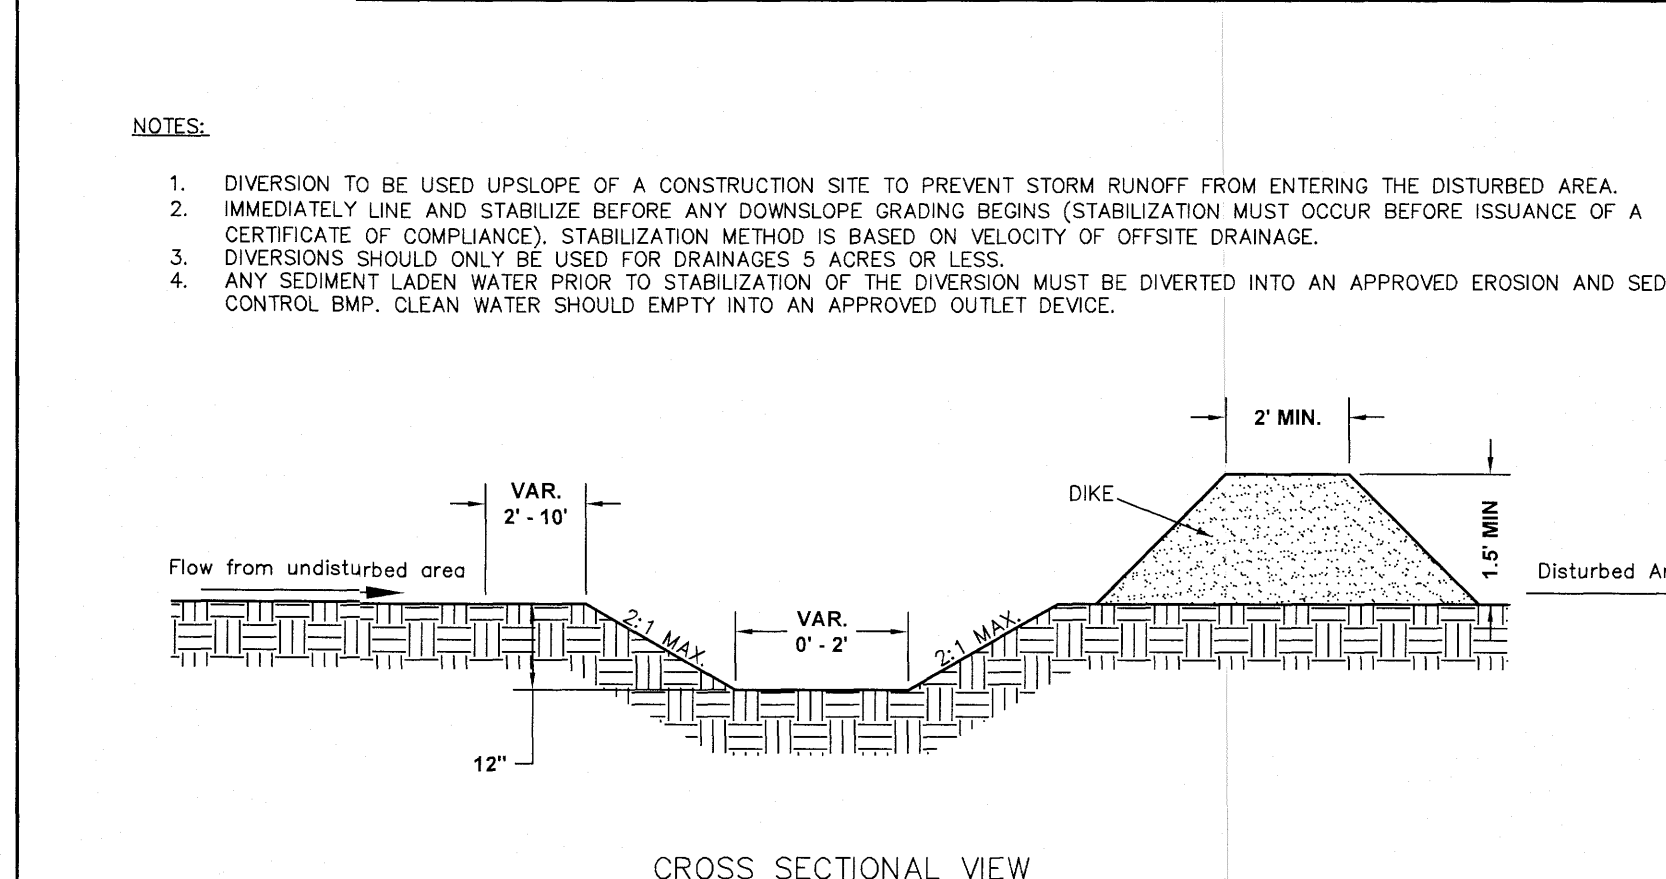 NOTES:
1. DIVERSION TO BE USED UPSLOPE OF A CONSTRUCTION SITE TO PREVENT STORM RUNOFF FROM ENTERING THE DISTURBED AREA.
2. IMMEDIATELY LINE AND STABILIZE BEFORE ANY DOWNSLOPE GRADING BEGINS (STABILIZATION MUST OCCUR BEFORE ISSUANCE OF A
CERTIFICATE OF COMPLIANCE). STABILIZATION METHOD IS BASED ON VELOCITY OF OFFSITE DRAINAGE.
3. DIVERSIONS SHOULD ONLY BE USED FOR DRAINAGES 5 ACRES OR LESS.
4. ANY SEDIMENT LADEN WATER PRIOR TO STABILIZATION OF THE DIVERSION MUST BE DIVERTED INTO AN APPROVED EROSION AND SED
CONTROL BMP. CLEAN WATER SHOULD EMPTY INTO AN APPROVED OUTLET DEVICE.
2' MIN.
DIKE
VAR.
2' - 10'
1.5' MIN
Flow from undisturbed area
Disturbed Ar
2:1 MAX.
VAR.
0' - 2'
2:1 MAX.
12"
CROSS SECTIONAL VIEW